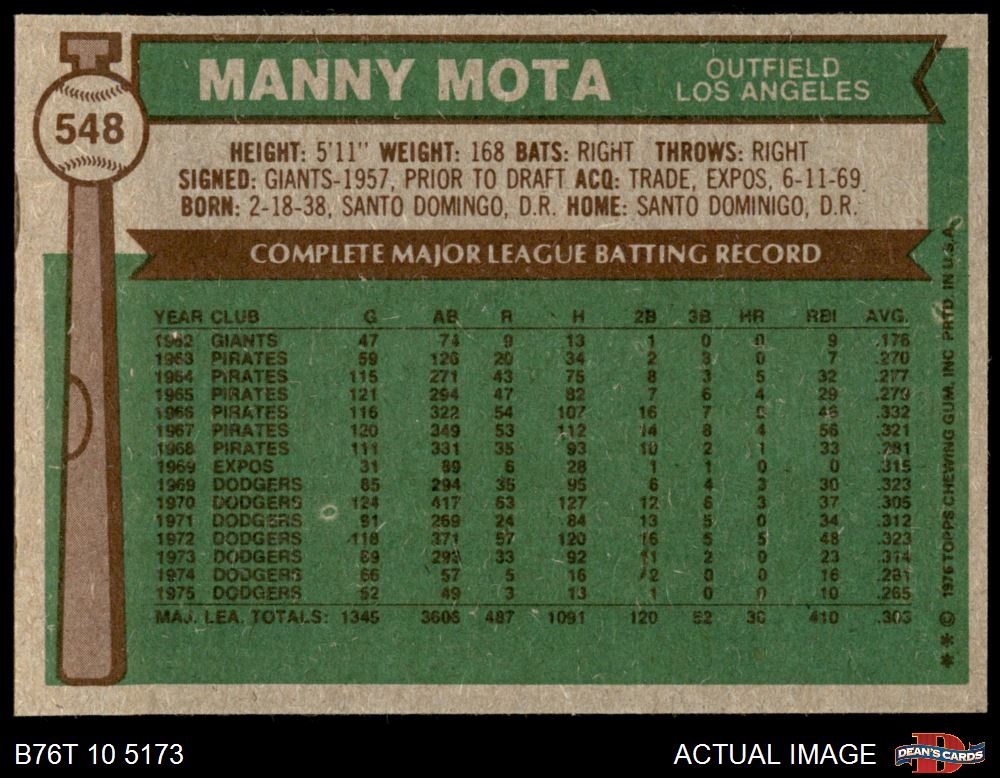 548
MANNY MOTA
OUTFIELD
LOS ANGELES
HEIGHT: 5'11" WEIGHT: 168 BATS: RIGHT THROWS: RIGHT
SIGNED: GIANTS-1957, PRIOR TO DRAFT ACQ: TRADE, EXPOS, 6-11-69
BORN: 2-18-38, SANTO DOMINGO, D.R. HOME: SANTO DOMINIGO, D.R.
COMPLETE MAJOR LEAGUE BATTING RECORD
YEAR CLUB G AB R H 2B 3B HR RBI AVG.
1962 GIANTS 47 74 9 13 1 0 0 9 .176
1963 PIRATES 59 126 20 34 2 3 0 7 .270
1964 PIRATES 115 271 43 75 8 3 5 32 .277
1965 PIRATES 121 294 47 82 7 6 4 29 .279
1966 PIRATES 116 322 54 107 16 7 46 .332
1967 PIRATES 120 349 53 112 14 8 4 56 .321
1968 PIRATES 111 331 35 93 10 2 1 33 .281
1969 EXPOS 31 89 6 28 1 1 0 0 .315
1969 DODGERS 85 294 35 95 6 4 3 30 .323
1970 DODGERS 124 417 63 127 12 6 3 37 .305
1971 DODGERS 91 269 24 84 13 5 0 34 .312
1972 DODGERS 118 371 57 120 16 5 5 48 .323
1973 DODGERS 89 293 33 92 11 2 0 23 .314
1974 DODGERS 66 57 5 16 2 0 0 16 .281
1975 DODGERS 52 49 3 13 1 0 0 10 .265
MAJ. LEA. TOTALS: 1345 3606 487 1091 120 52 410 .303
** © 1976 TOPPS CHEWING GUM, INC PRTD. IN U.S.A.
B76T 10 5173
ACTUAL IMAGE
D
DEAN'S CARDS